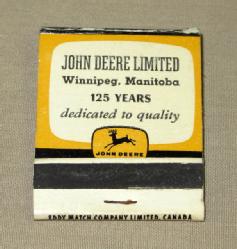 JOHN DEERE LIMITED
Winnipeg, Manitoba
125 YEARS
dedicated to quality
JOHN DEERE
EDDY MATCH COMPANY LIMITED, CANADA